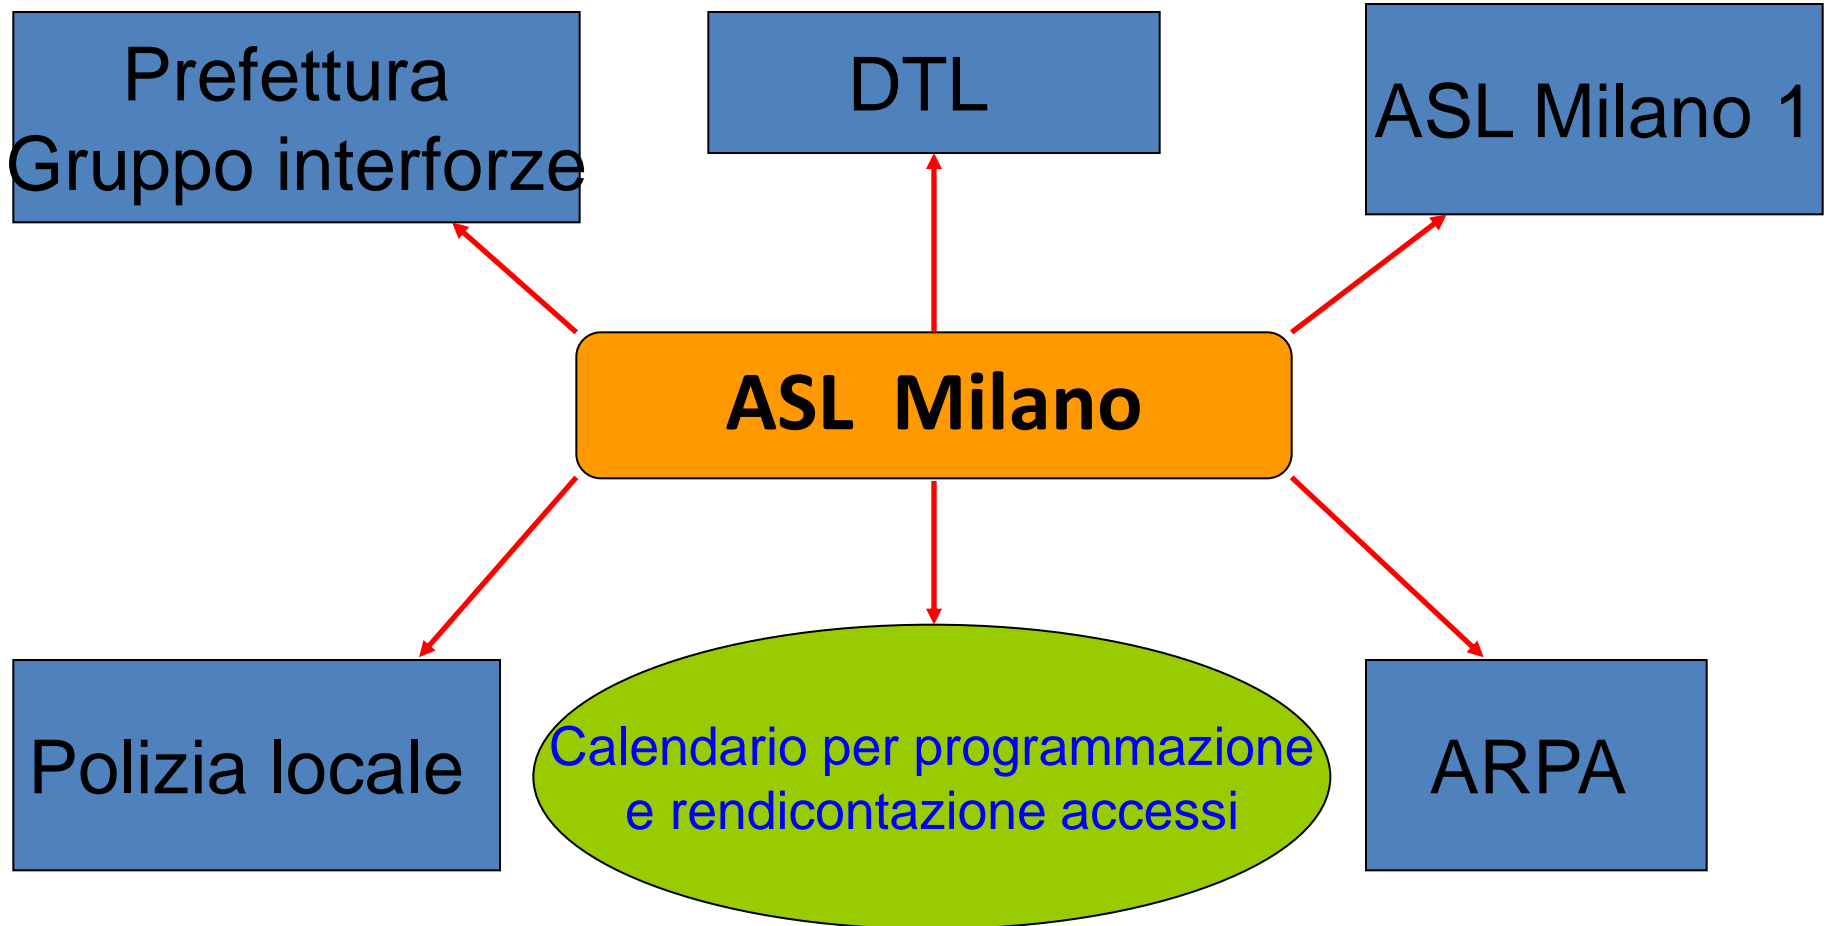 Prefettura
Gruppo interforze
DTL
ASL Milano 1
ASL Milano
Polizia locale
Calendario per programmazione
e rendicontazione accessi
ARPA